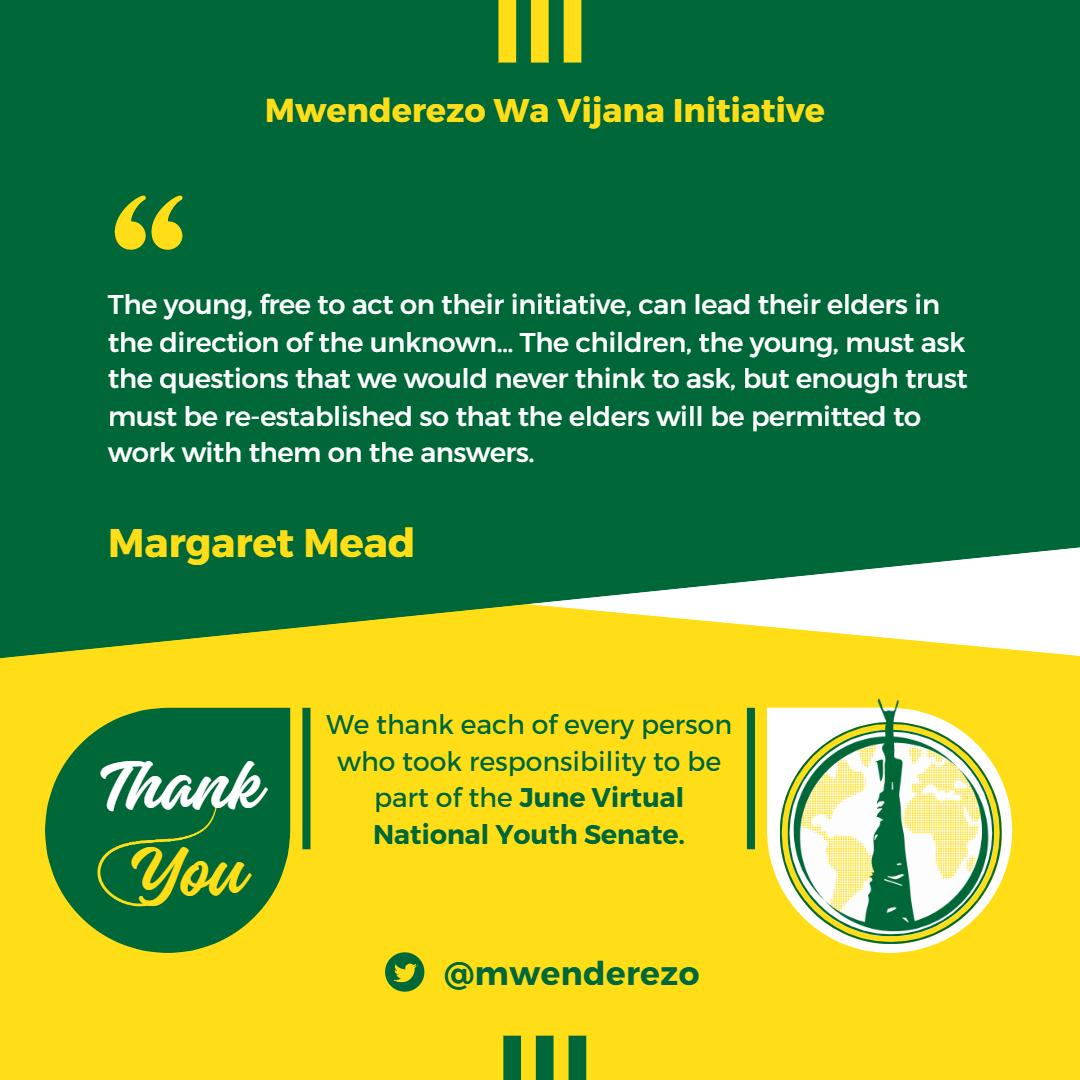 Mwenderezo Wa Vijana Initiative
“
The young, free to act on their initiative, can lead their elders in
the direction of the unknown... The children, the young, must ask
the questions that we would never think to ask, but enough trust
must be re-established so that the elders will be permitted to
work with them on the answers.
Margaret Mead
Thank
You
We thank each of every person
who took responsibility to be
part of the June Virtual
National Youth Senate.
@mwenderezo